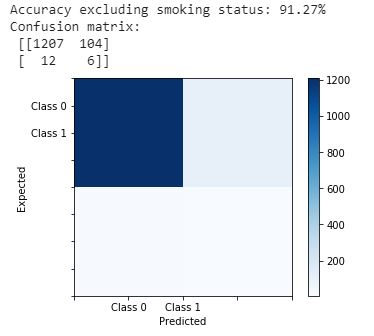 Accuracy excluding smoking status: 91.27%
Confusion matrix:
[[1207 104]
[ 12 6]]
Class 0
Class 1
Expected
Class 0 Class 1
Predicted
1200
1000
800
600
400
200